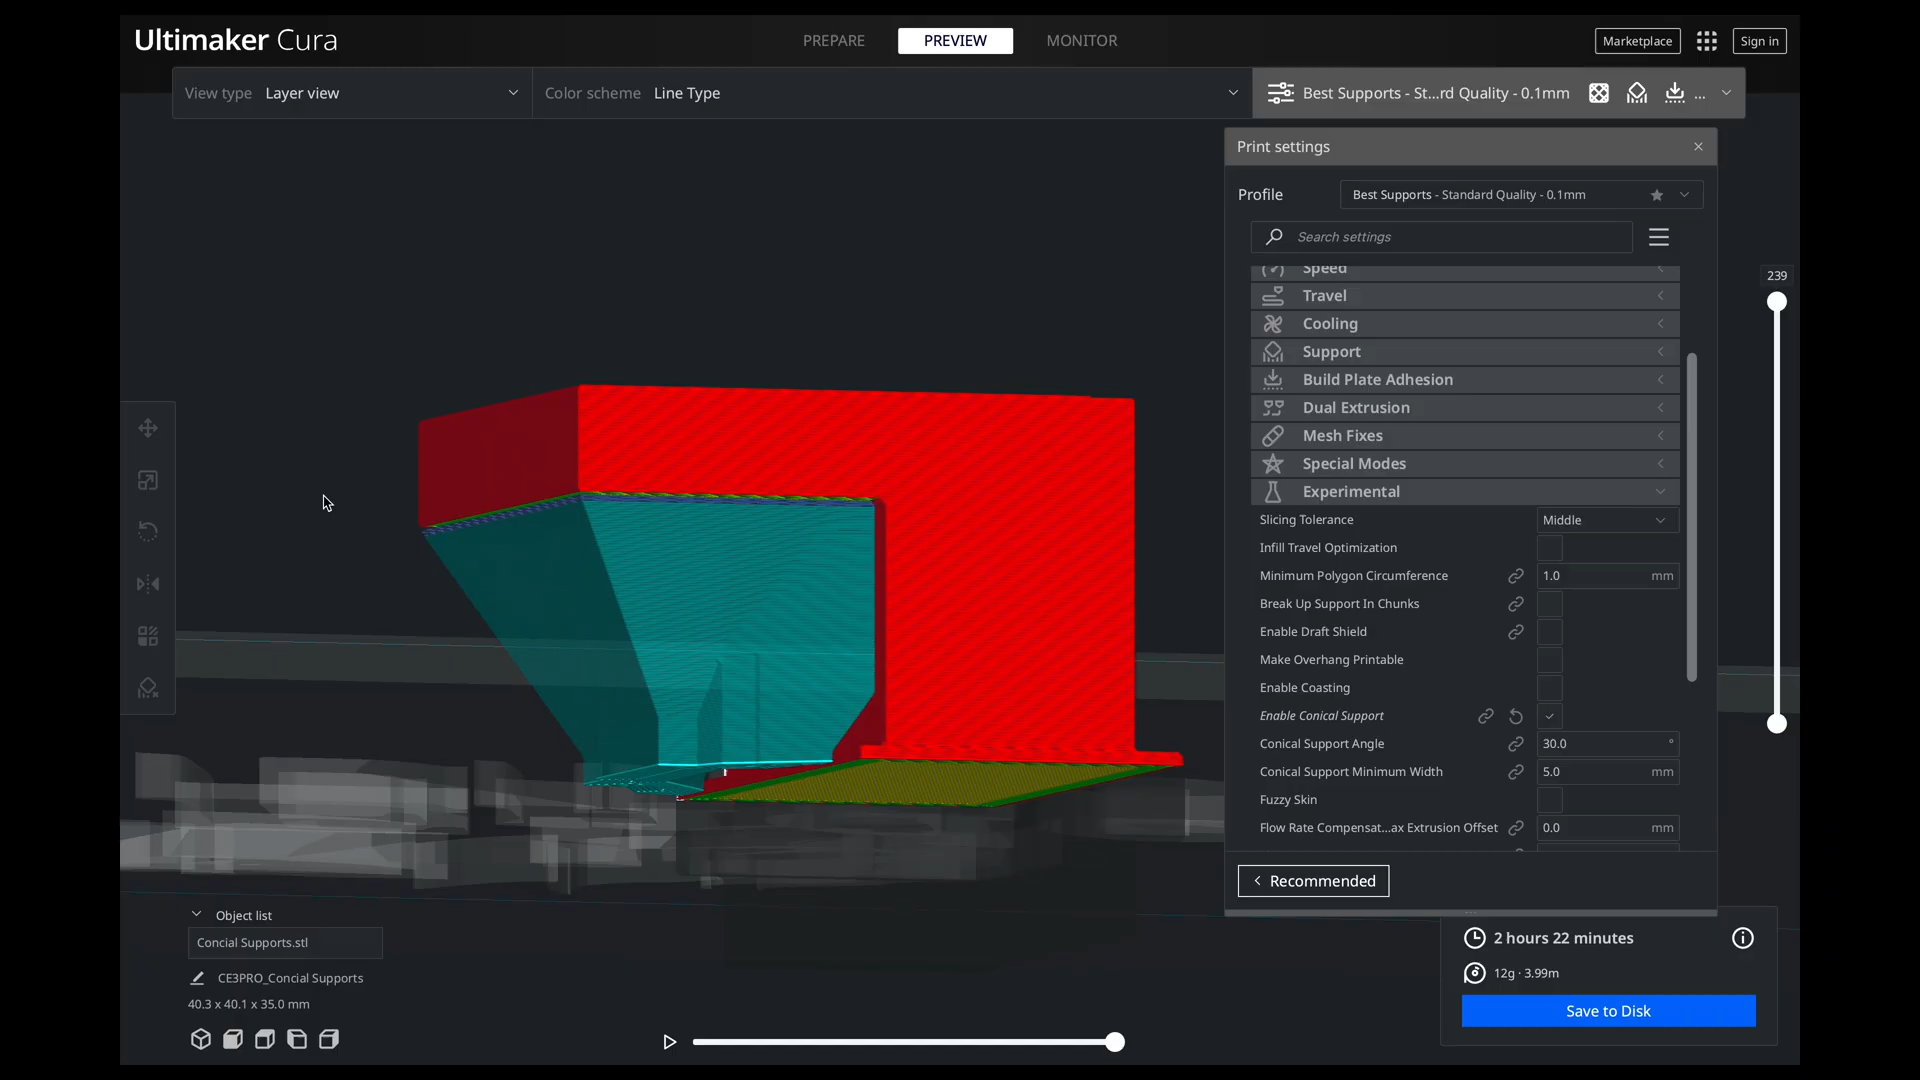 Ultimaker Cura
PREPARE
PREVIEW
MONITOR
Marketplace
Sign in
View type Layer view
Color scheme Line Type
Best Supports - St...rd Quality - 0.1mm
...
Print settings
Profile
Best Supports - Standard Quality - 0.1mm
Search settings
Speed
Travel
Cooling
Support
Build Plate Adhesion
Dual Extrusion
Mesh Fixes
Special Modes
Experimental
Slicing Tolerance Middle
Infill Travel Optimization
Minimum Polygon Circumference 1.0 mm
Break Up Support In Chunks
Enable Draft Shield
Make Overhang Printable
Enable Coasting
Enable Conical Support
Conical Support Angle 30.0 °
Conical Support Minimum Width 5.0 mm
Fuzzy Skin
Flow Rate Compensat...ax Extrusion Offset 0.0 mm
Recommended
239
Object list
Concial Supports.stl
CE3PRO_Concial Supports
40.3 x 40.1 x 35.0 mm
2 hours 22 minutes
12g · 3.99m
Save to Disk